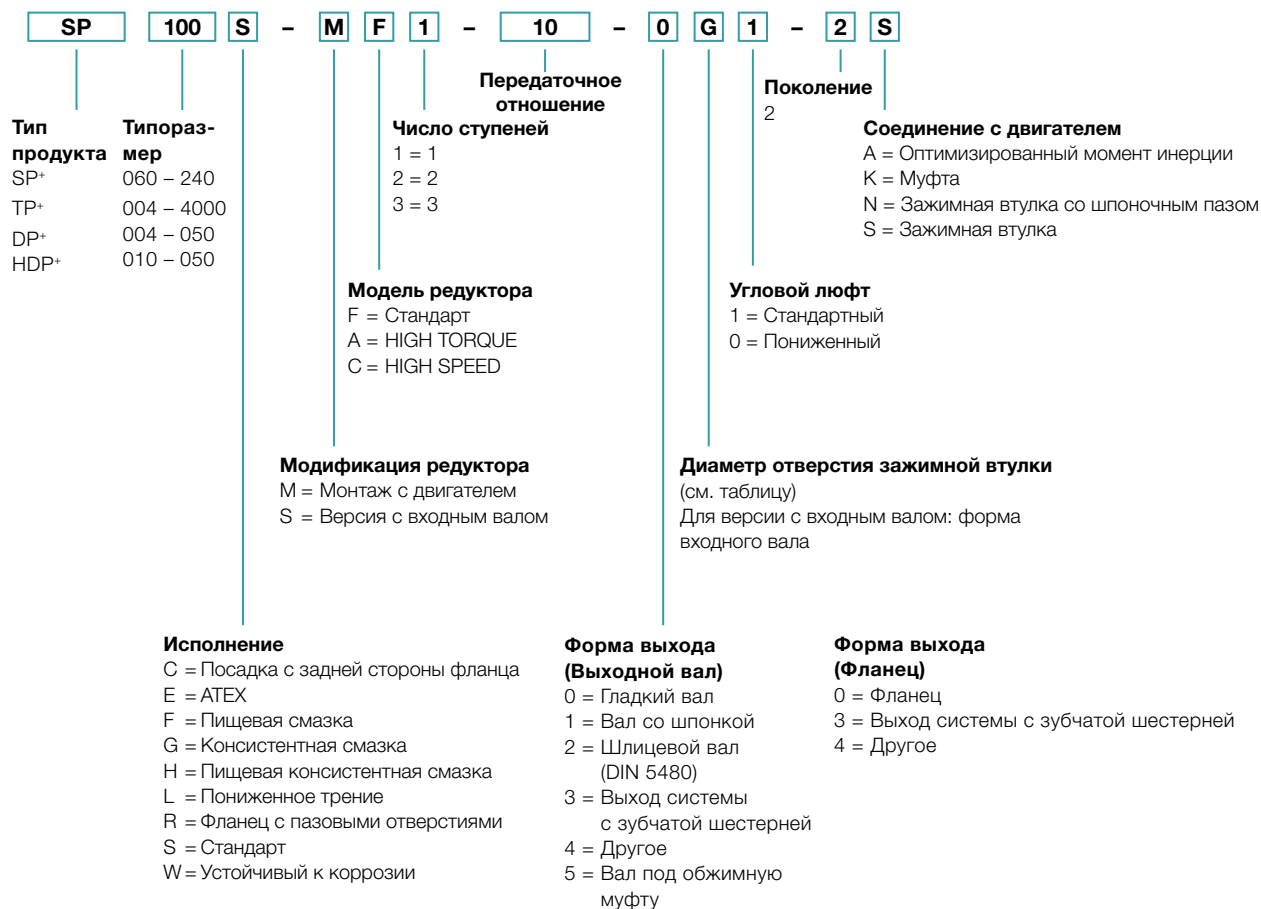 SP 100 S – M F 1 – 10 – 0 G 1 – 2 S
Тип
продукта
SP+
TP+
DP+
HDP+
Типораз-
мер
060 – 240
004 – 4000
004 – 050
010 – 050
Передаточное
отношение
Число ступеней
1 = 1
2 = 2
3 = 3
Поколение
2
Соединение с двигателем
A = Оптимизированный момент инерции
K = Муфта
N = Зажимная втулка со шпоночным пазом
S = Зажимная втулка
Модель редуктора
F = Стандарт
A = HIGH TORQUE
C = HIGH SPEED
Угловой люфт
1 = Стандартный
0 = Пониженный
Модификация редуктора
M = Монтаж с двигателем
S = Версия с входным валом
Диаметр отверстия зажимной втулки
(см. таблицу)
Для версии с входным валом: форма
входного вала
Исполнение
C = Посадка с задней стороны фланца
E = ATEX
F = Пищевая смазка
G = Консистентная смазка
H = Пищевая консистентная смазка
L = Пониженное трение
R = Фланец с пазовыми отверстиями
S = Стандарт
W = Устойчивый к коррозии
Форма выхода
(Выходной вал)
0 = Гладкий вал
1 = Вал со шпонкой
2 = Шлицевой вал
(DIN 5480)
3 = Выход системы
с зубчатой шестерней
4 = Другое
5 = Вал под обжимную
муфту
Форма выхода
(Фланец)
0 = Фланец
3 = Выход системы с зубчатой шестерней
4 = Другое